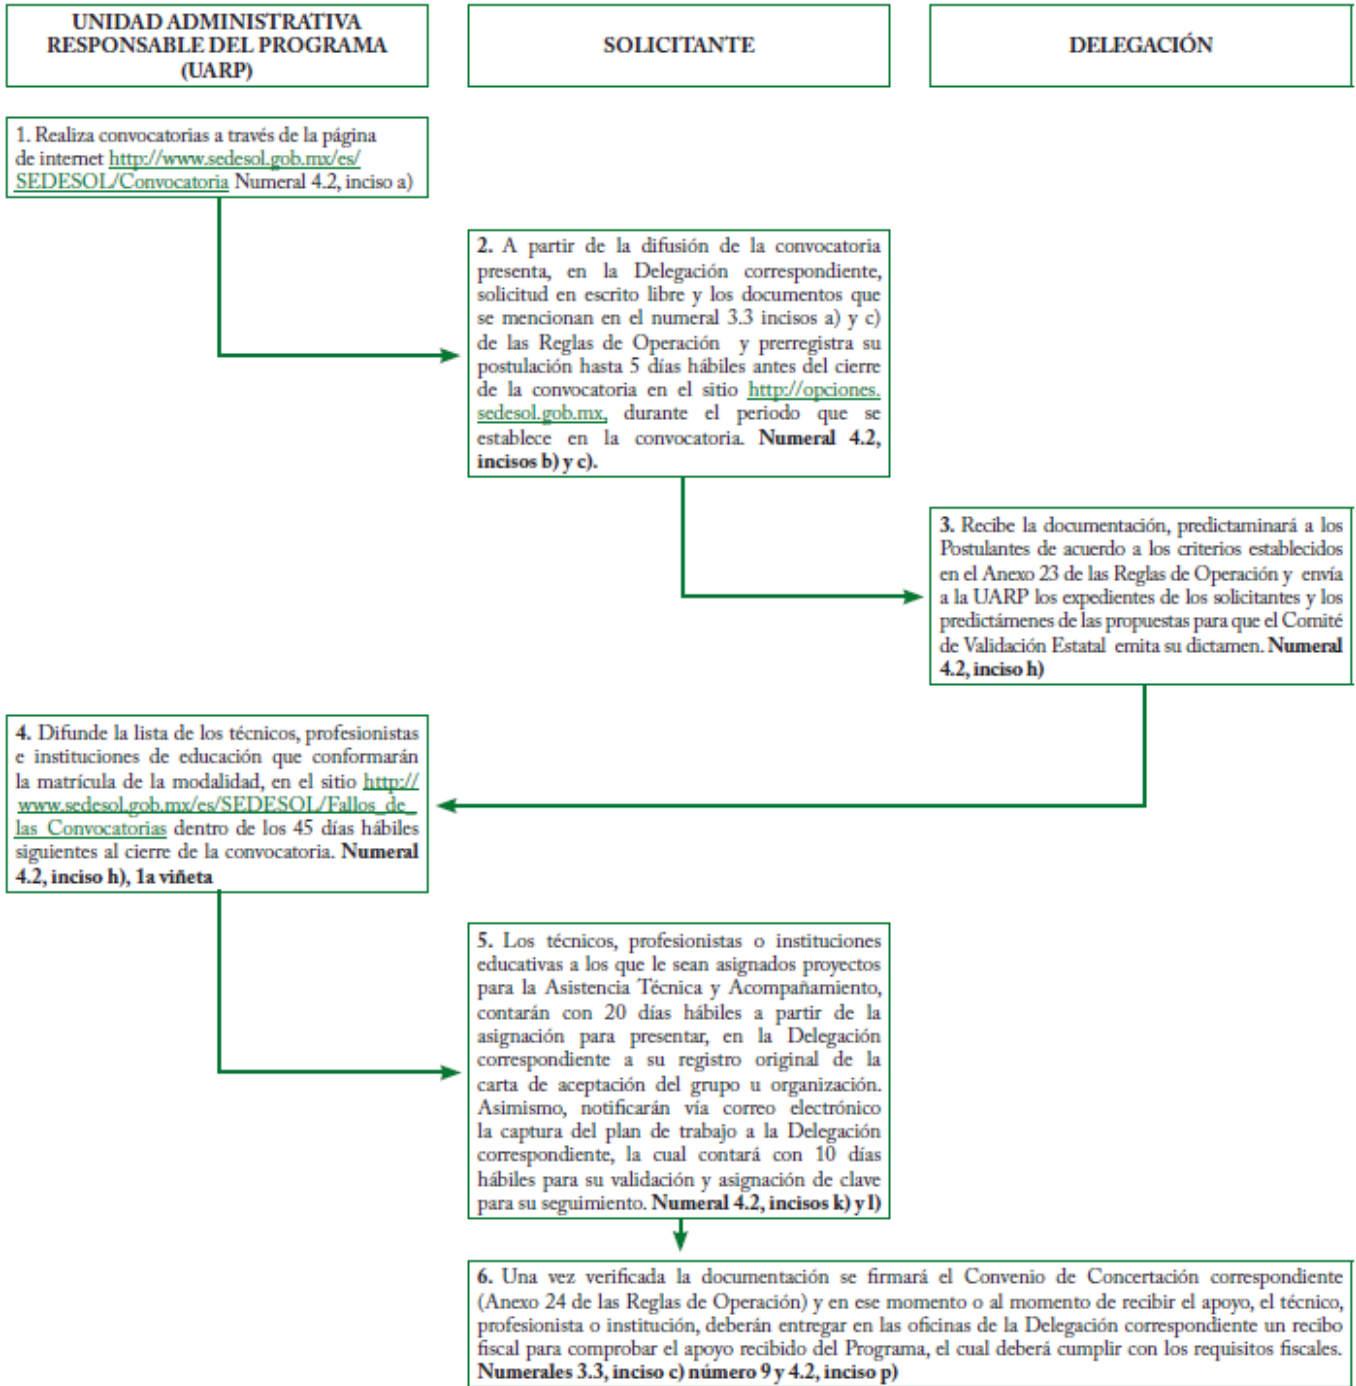 UNIDAD ADMINISTRATIVA
RESPONSABLE DEL PROGRAMA
(UARP)
SOLICITANTE
DELEGACIÓN
1. Realiza convocatorias a través de la página
de internet http://www.sedesol.gob.mx/es/
SEDESOL/Convocatoria Numeral 4.2, inciso a)
2. A partir de la difusión de la convocatoria
presenta, en la Delegación correspondiente,
solicitud en escrito libre y los documentos que
se mencionan en el numeral 3.3 incisos a) y c)
de las Reglas de Operación y prerregistra su
postulación hasta 5 días hábiles antes del cierre
de la convocatoria en el sitio http://opciones.
sedesol.gob.mx, durante el periodo que se
establece en la convocatoria. Numeral 4.2,
incisos b) y c).
3. Recibe la documentación, predictaminará a los
Postulantes de acuerdo a los criterios establecidos
en el Anexo 23 de las Reglas de Operación y envía
a la UARP los expedientes de los solicitantes y los
predictámenes de las propuestas para que el Comité
de Validación Estatal emita su dictamen. Numeral
4.2, inciso h)
4. Difunde la lista de los técnicos, profesionistas
e instituciones de educación que conformarán
la matrícula de la modalidad, en el sitio http://
www.sedesol.gob.mx/es/SEDESOL/Fallos_de_
las_Convocatorias dentro de los 45 días hábiles
siguientes al cierre de la convocatoria. Numeral
4.2, inciso h), 1a viñeta
5. Los técnicos, profesionistas o instituciones
educativas a los que le sean asignados proyectos
para la Asistencia Técnica y Acompañamiento,
contarán con 20 días hábiles a partir de la
asignación para presentar, en la Delegación
correspondiente a su registro original de la
carta de aceptación del grupo u organización.
Asimismo, notificarán vía correo electrónico
la captura del plan de trabajo a la Delegación
correspondiente, la cual contará con 10 días
hábiles para su validación y asignación de clave
para su seguimiento. Numeral 4.2, incisos k) y l)
6. Una vez verificada la documentación se firmará el Convenio de Concertación correspondiente
(Anexo 24 de las Reglas de Operación) y en ese momento o al momento de recibir el apoyo, el técnico,
profesionista o institución, deberán entregar en las oficinas de la Delegación correspondiente un recibo
fiscal para comprobar el apoyo recibido del Programa, el cual deberá cumplir con los requisitos fiscales.
Numerales 3.3, inciso c) número 9 y 4.2, inciso p)